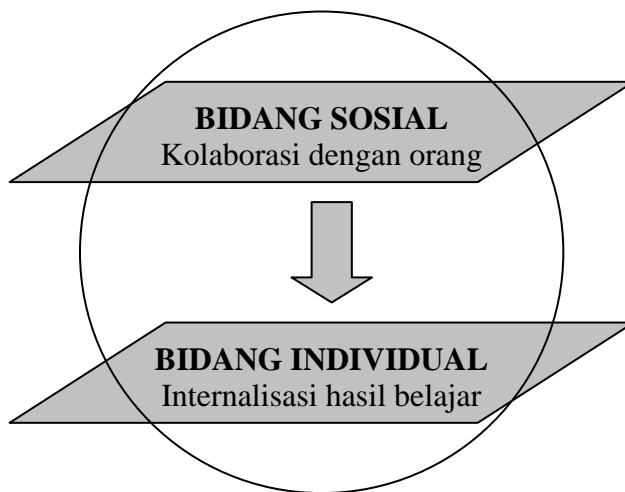 BIDANG SOSIAL
Kolaborasi dengan orang
BIDANG INDIVIDUAL
Internalisasi hasil belajar